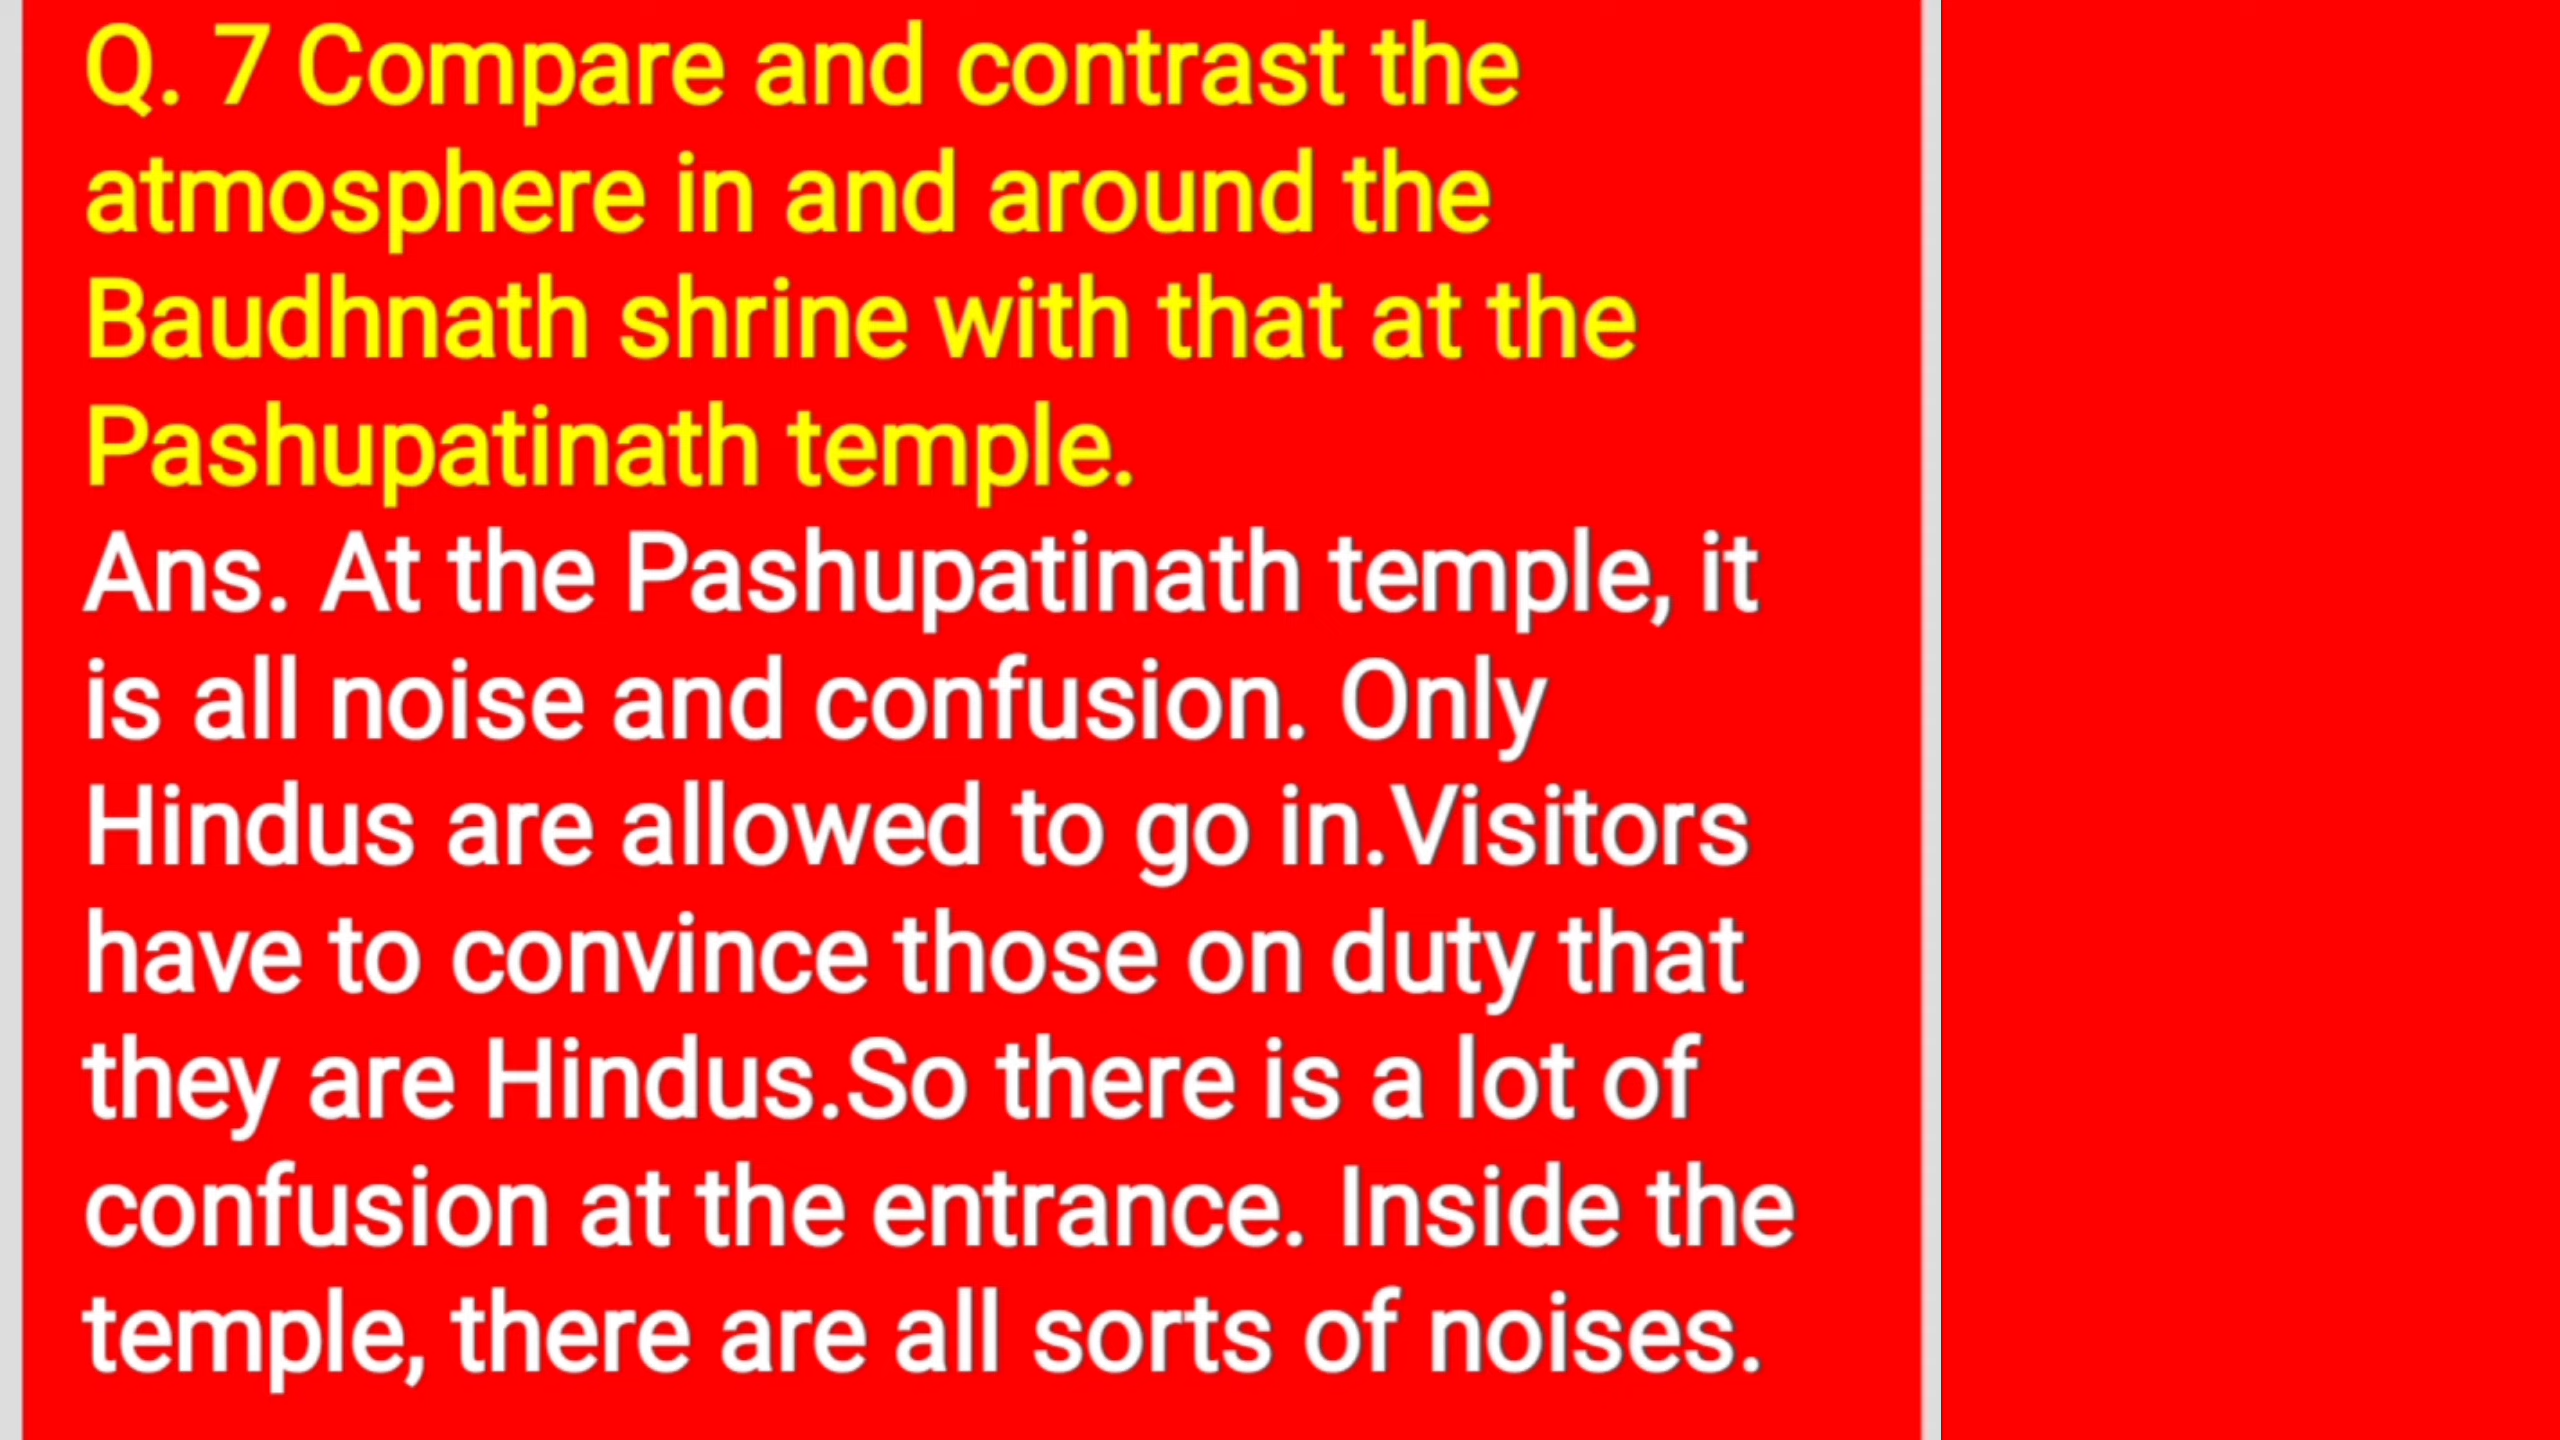 Q. 7 Compare and contrast the
atmosphere in and around the
Baudhnath shrine with that at the
Pashupatinath temple.
Ans. At the Pashupatinath temple, it
is all noise and confusion. Only
Hindus are allowed to go in.Visitors
have to convince those on duty that
they are Hindus.So there is a lot of
confusion at the entrance. Inside the
temple, there are all sorts of noises.